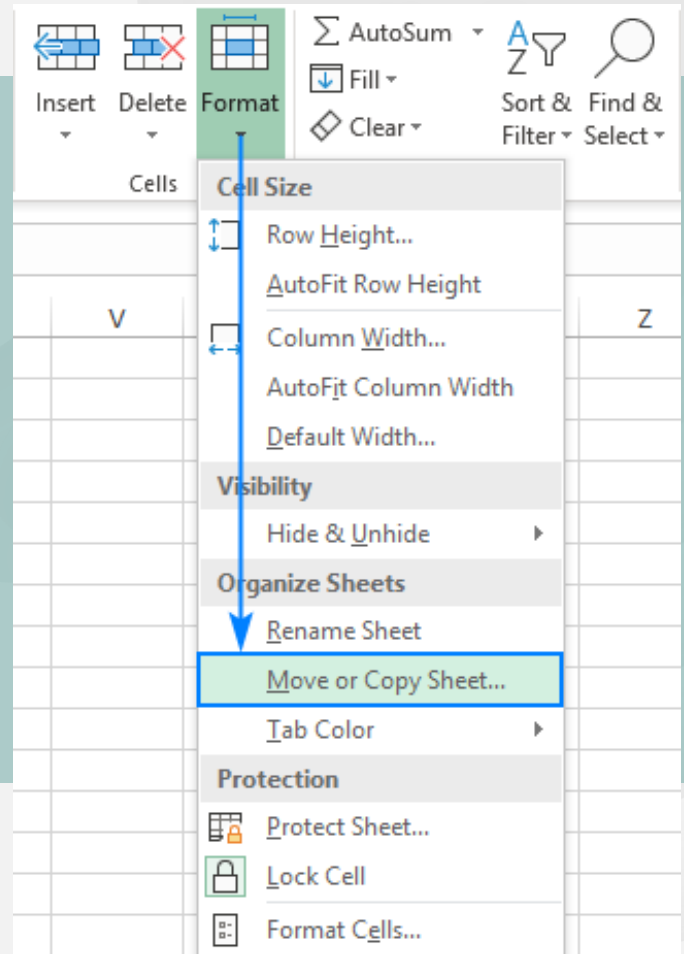 AutoSum
Fill
Clear
Insert Delete Format
Sort & Filter
Find & Select
Cells
V
Z
Cell Size
Row Height...
AutoFit Row Height
Column Width...
AutoFit Column Width
Default Width...
Visibility
Hide & Unhide
Organize Sheets
Rename Sheet
Move or Copy Sheet...
Tab Color
Protection
Protect Sheet...
Lock Cell
Format Cells...